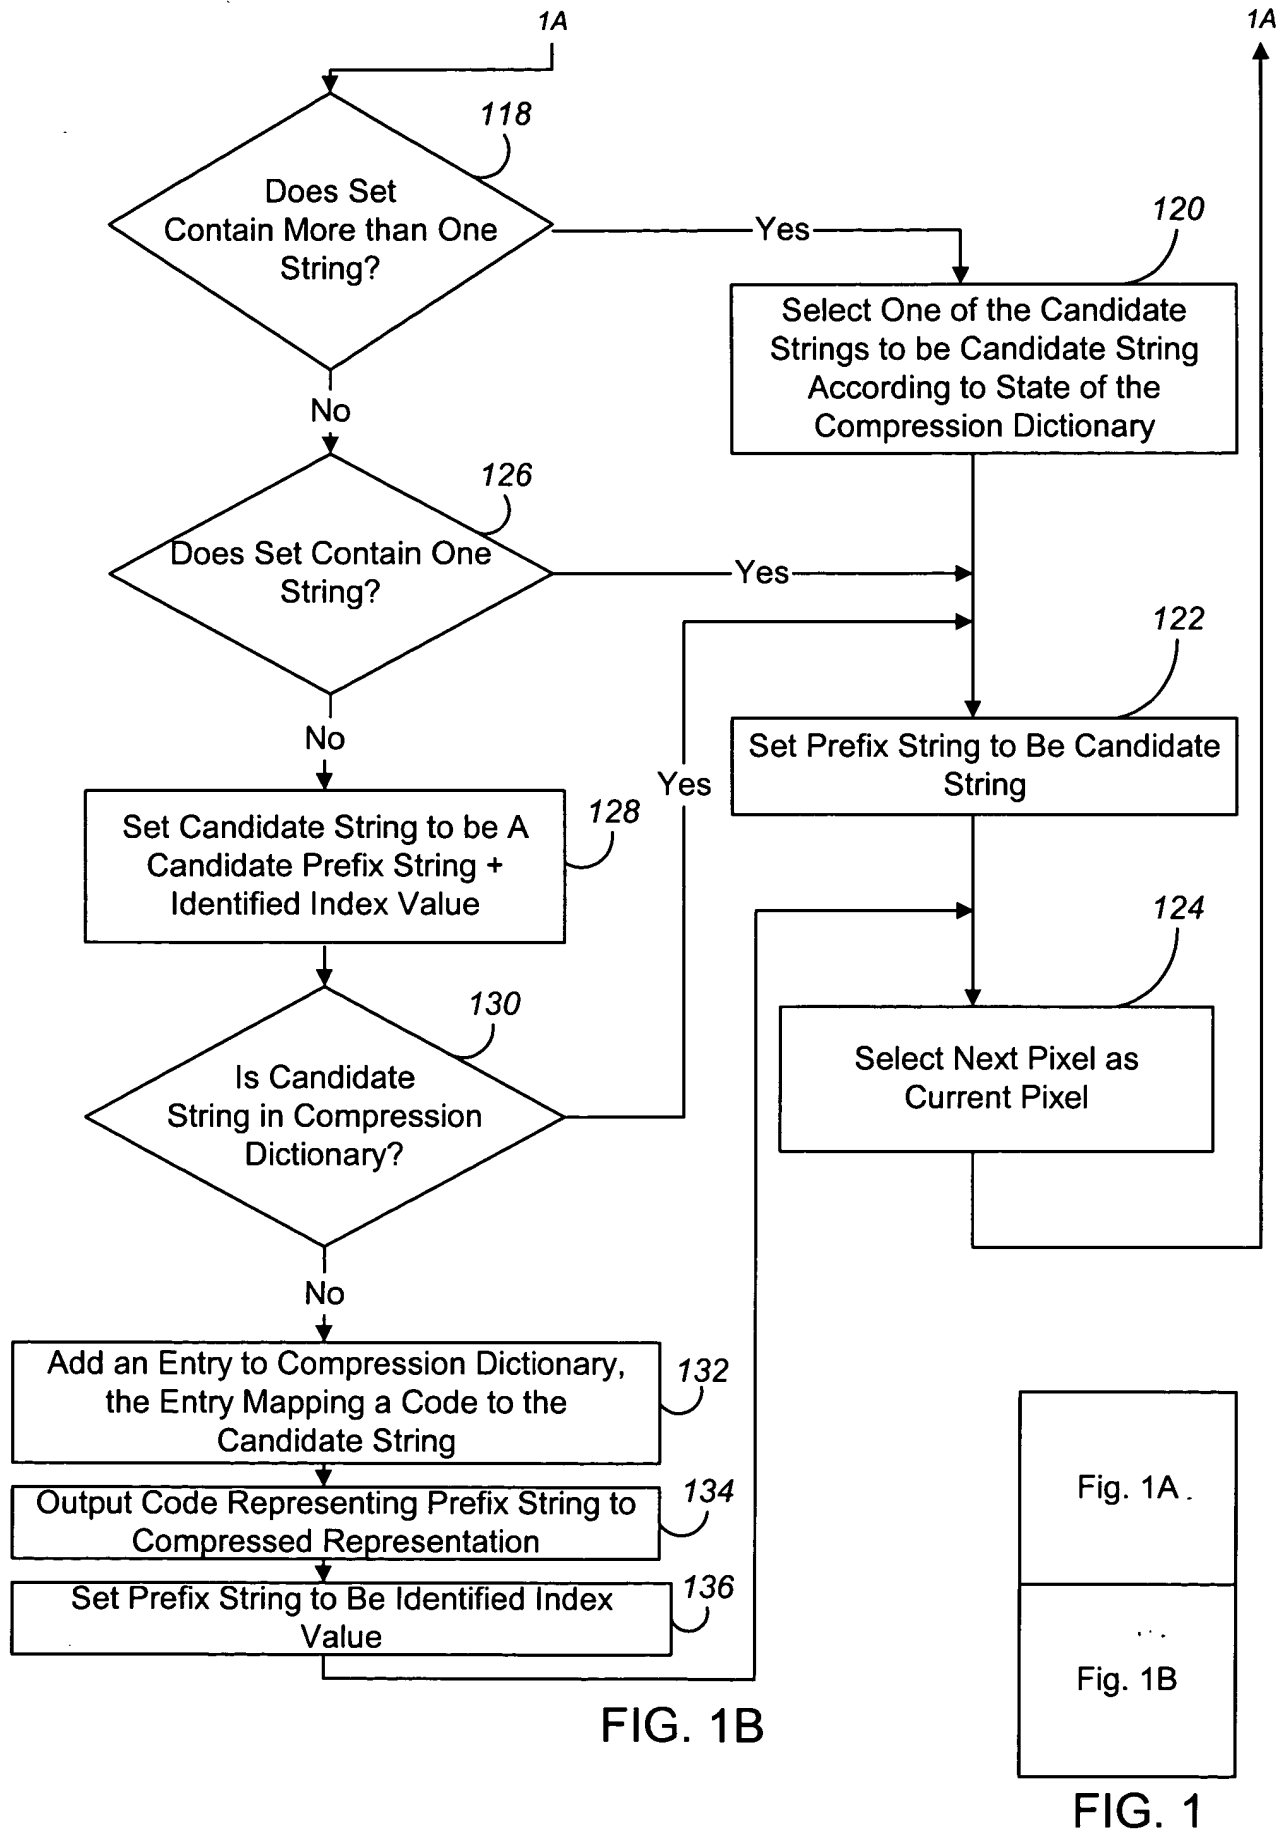 1A
1A
118
Does Set
Contain More than One
String?
Yes
120
Select One of the Candidate
Strings to be Candidate String
According to State of the
Compression Dictionary
No
126
Does Set Contain One
String?
Yes
122
Set Prefix String to Be Candidate
String
No
Yes
128
Set Candidate String to be A
Candidate Prefix String +
Identified Index Value
124
Select Next Pixel as
Current Pixel
130
Is Candidate
String in Compression
Dictionary?
No
132
Add an Entry to Compression Dictionary,
the Entry Mapping a Code to the
Candidate String
134
Output Code Representing Prefix String to
Compressed Representation
136
Set Prefix String to Be Identified Index
Value
FIG. 1B
Fig. 1A
Fig. 1B
FIG. 1